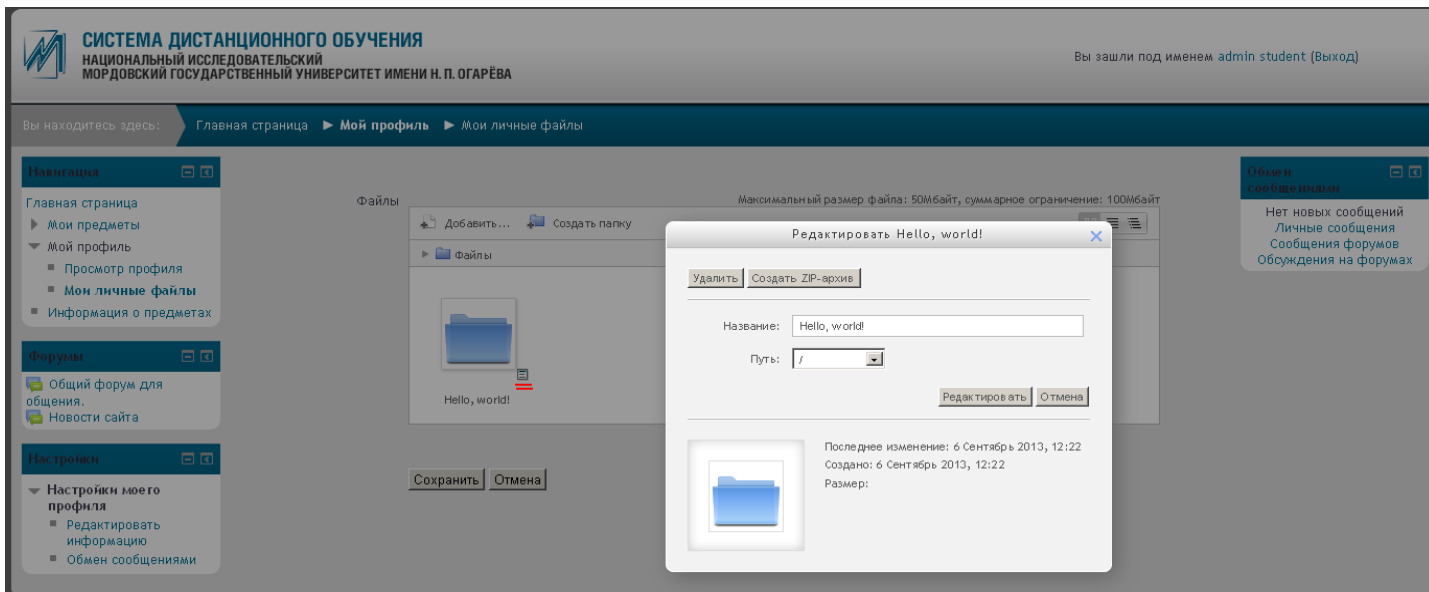 СИСТЕМА ДИСТАНЦИОННОГО ОБУЧЕНИЯ
НАЦИОНАЛЬНЫЙ ИССЛЕДОВАТЕЛЬСКИЙ
МОРДОВСКИЙ ГОСУДАРСТВЕННЫЙ УНИВЕРСИТЕТ ИМЕНИ Н. П. ОГАРЁВА
Вы зашли под именем admin student (Выход)
Вы находитесь здесь: Главная страница ► Мой профиль ► Мои личные файлы
Навигация
Главная страница
Мои предметы
Мой профиль
Просмотр профиля
Мои личные файлы
Информация о предметах
Форумы
Общий форум для
общения.
Новости сайта
Настройки
Настройки моего
профиля
Редактировать
информацию
Обмен сообщениями
Файлы
Максимальный размер файла: 50Мбайт, суммарное ограничение: 100Мбайт
Добавить... Создать папку
Файлы
Hello, world!
Сохранить Отмена
Редактировать Hello, world!
Удалить Создать ZIP-архив
Название: Hello, world!
Путь: /
Редактировать Отмена
Последнее изменение: 6 Сентябрь 2013, 12:22
Создано: 6 Сентябрь 2013, 12:22
Размер:
Обмен
сообщениями
Нет новых сообщений
Личные сообщения
Сообщения форумов
Обсуждения на форумах